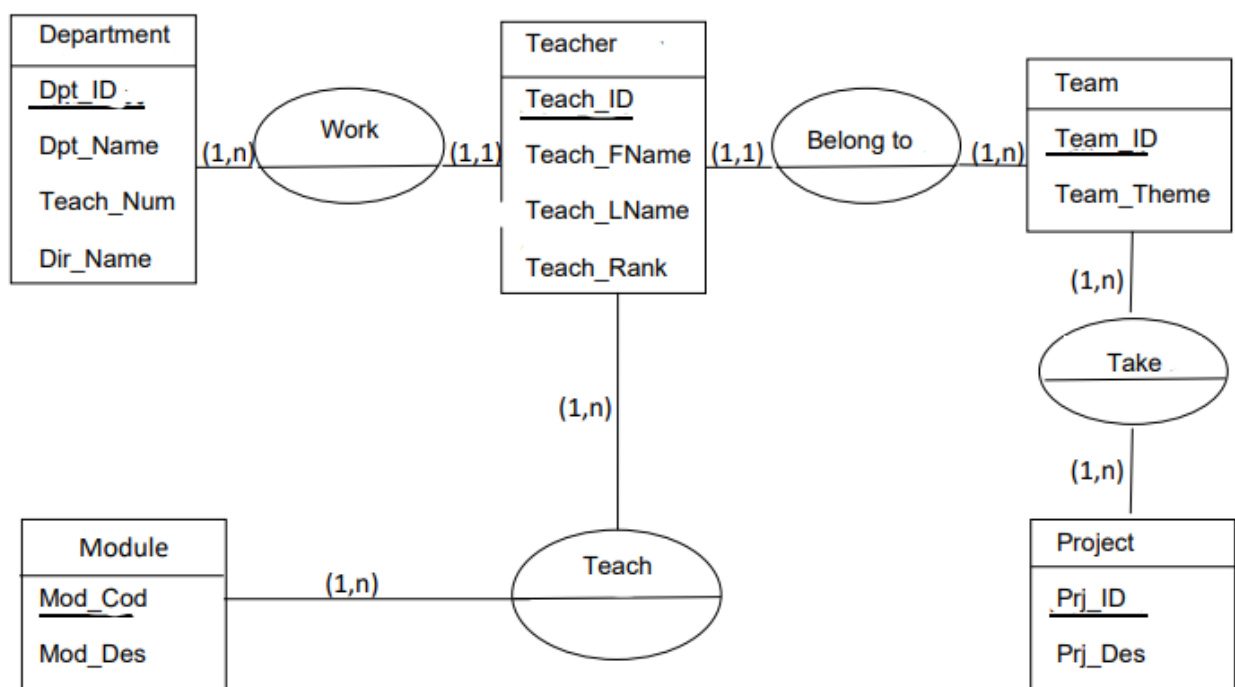 Department
Dpt_ID
Dpt_Name
Teach_Num
Dir_Name
(1,n)
Work
(1,1)
Teacher
Teach_ID
Teach_FName
Teach_LName
Teach_Rank
(1,1)
Belong to
(1,n)
Team
Team_ID
Team_Theme
(1,n)
Take
(1,n)
Project
Prj_ID
Prj_Des
(1,n)
Teach
(1,n)
Module
Mod_Cod
Mod_Des